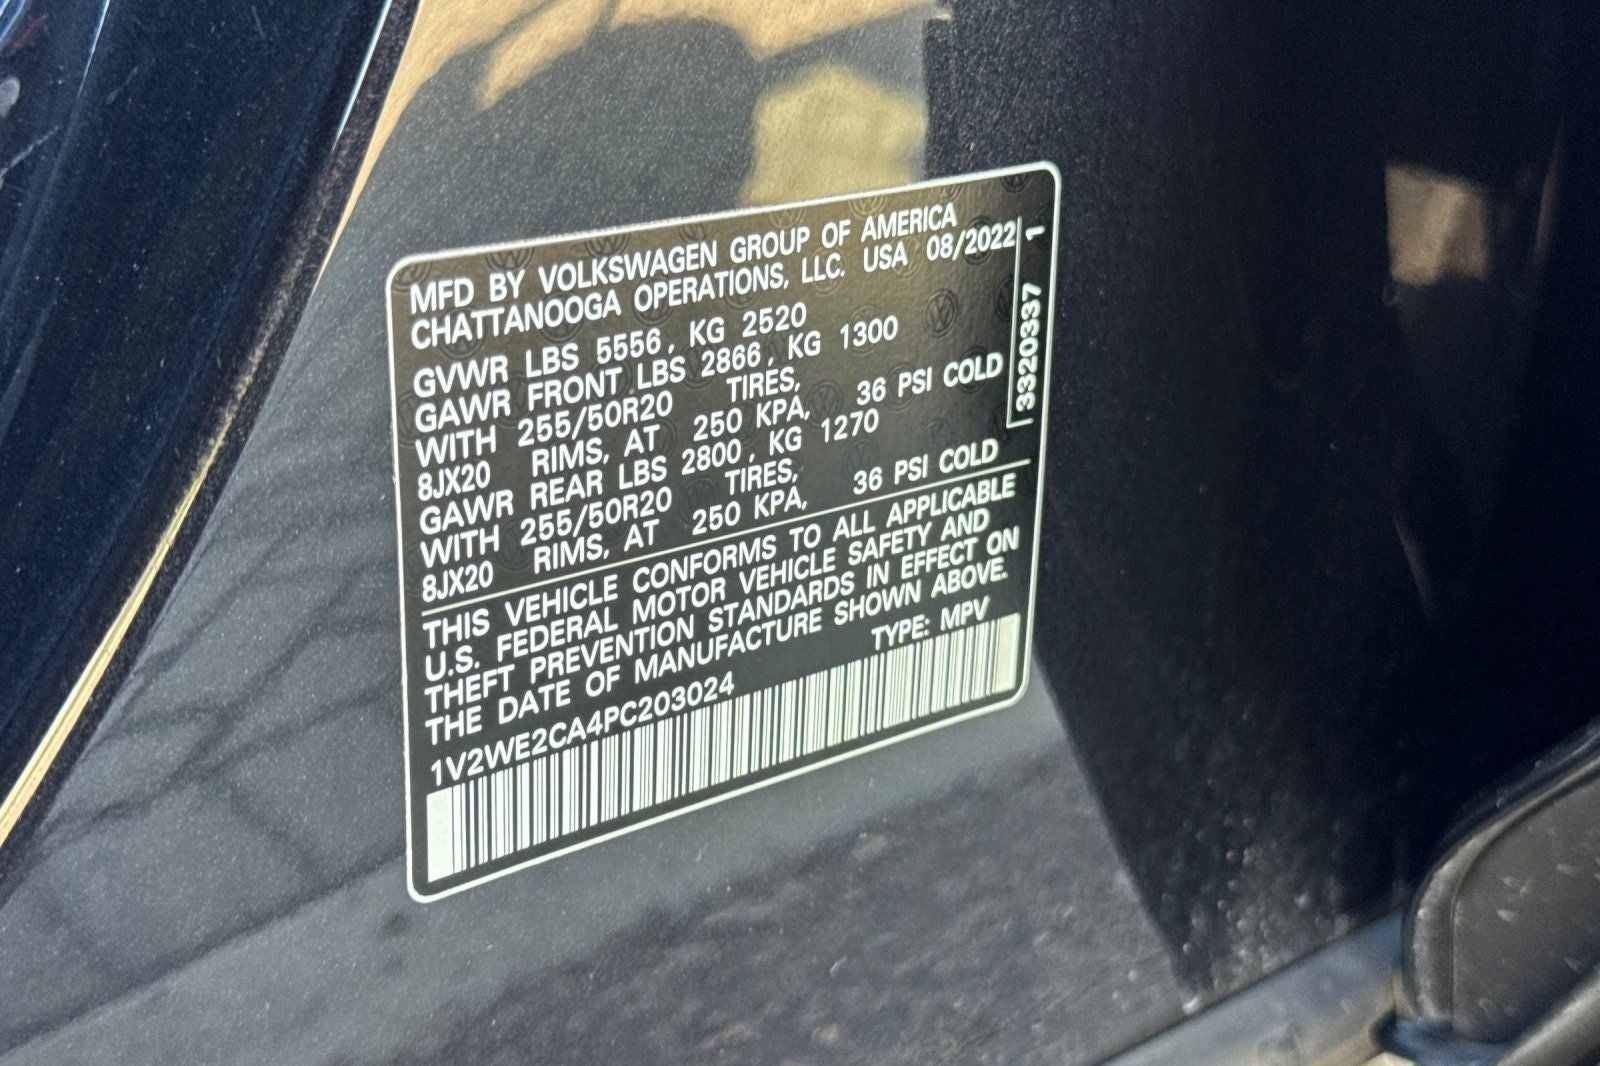 MFD BY VOLKSWAGEN GROUP OF AMERICA
CHATTANOOGA OPERATIONS, LLC. USA 08/2022
GVWR LBS 5556, KG 2520
GAWR FRONT LBS 2866, KG 1300
WITH 255/50R20 TIRES,
8JX20 RIMS, AT 250 KPA, 36 PSI COLD
GAWR REAR LBS 2800, KG 1270
WITH 255/50R20 TIRES,
8JX20 RIMS, AT 250 KPA, 36 PSI COLD
THIS VEHICLE CONFORMS TO ALL APPLICABLE
U.S. FEDERAL MOTOR VEHICLE SAFETY AND
THEFT PREVENTION STANDARDS IN EFFECT ON
THE DATE OF MANUFACTURE SHOWN ABOVE.
1V2WE2CA4PC203024 TYPE: MPV
3320337 1